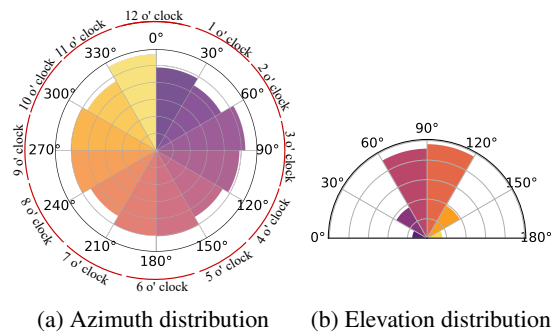 12 o' clock
11 o' clock
1 o' clock
10 o' clock
2 o' clock
9 o' clock
3 o' clock
8 o' clock
4 o' clock
7 o' clock
5 o' clock
6 o' clock
0°
330°
30°
300°
60°
270°
90°
240°
120°
210°
150°
180°
90°
60°
120°
30°
150°
0°
180°
(a) Azimuth distribution
(b) Elevation distribution